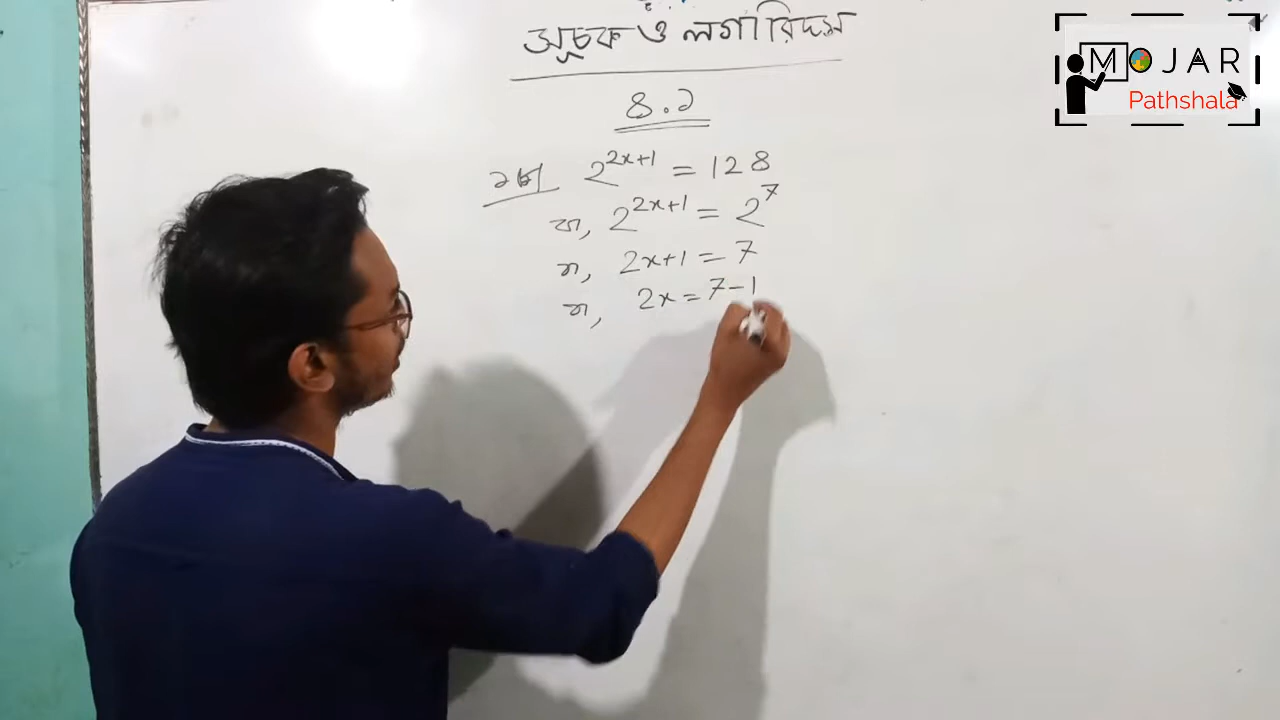 সূচক ও লগারিদম
MOJAR
Pathshala
৪.১
১৮। 2^{2x+1} = 128
বা, 2^{2x+1} = 2^7
বা, 2x+1 = 7
বা, 2x = 7-1